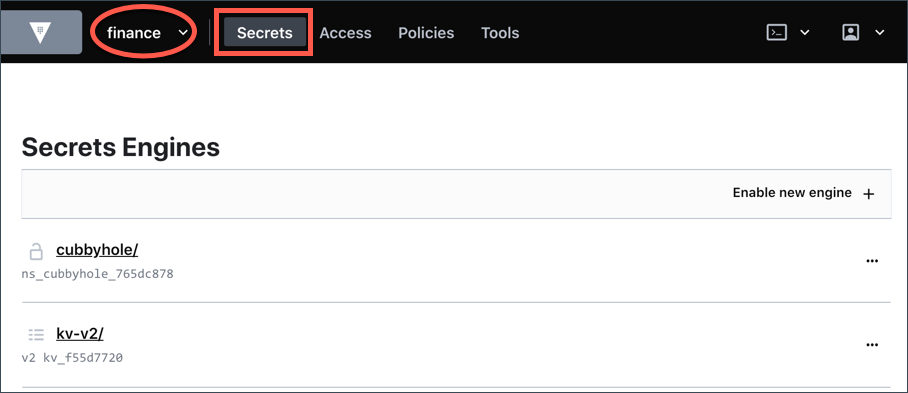 finance Secrets Access Policies Tools
Secrets Engines
Enable new engine +
cubbyhole/
ns_cubbyhole_765dc878
kv-v2/
v2 kv_f55d7720